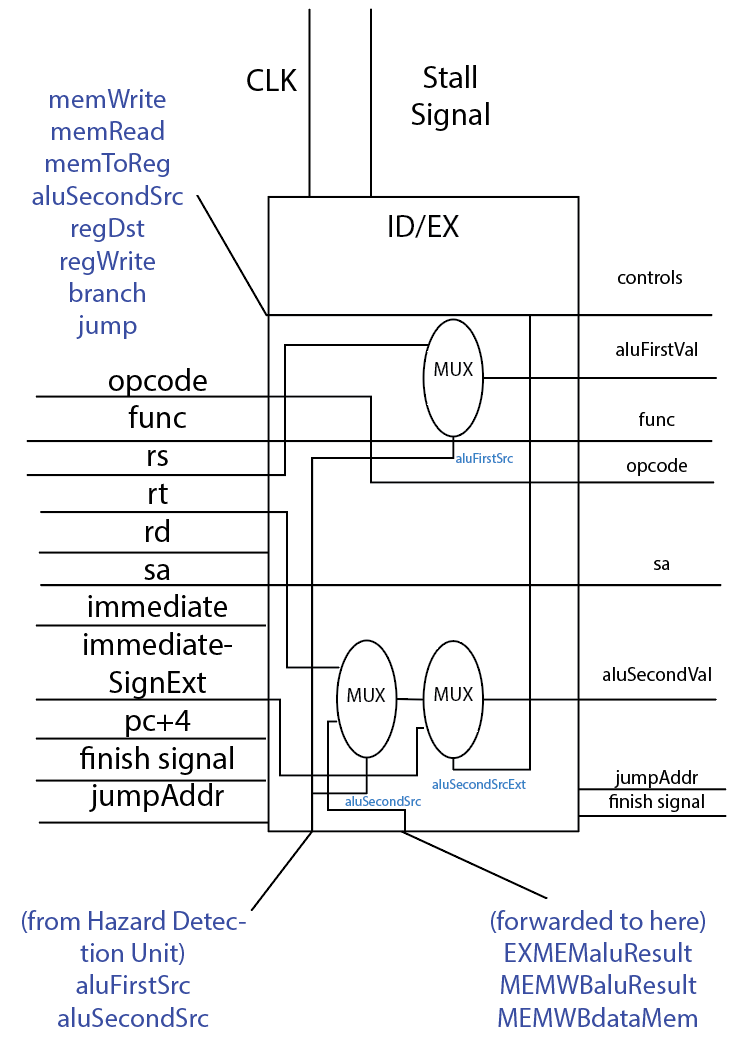 CLK
Stall
Signal
memWrite
memRead
memToReg
aluSecondSrc
regDst
regWrite
branch
jump
ID/EX
controls
MUX
aluFirstVal
opcode
func
rs
rt
rd
sa
immediate
immediate-
SignExt
pc+4
finish signal
jumpAddr
aluFirstSrc
func
opcode
sa
MUX
MUX
aluSecondVal
aluSecondSrc
aluSecondSrcExt
jumpAddr
finish signal
(from Hazard Detec-
tion Unit)
aluFirstSrc
aluSecondSrc
(forwarded to here)
EXMEMaluResult
MEMWBaluResult
MEMWBdataMem